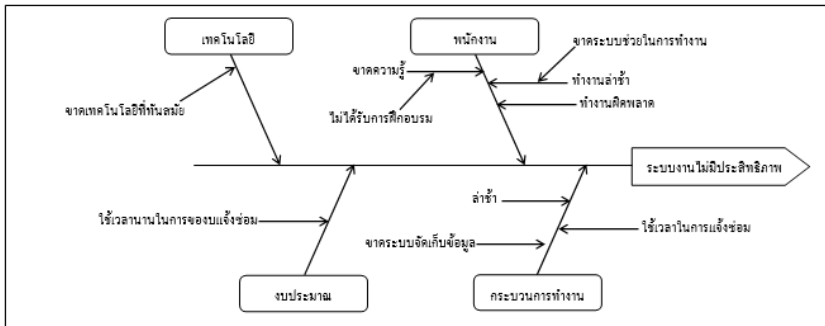 เทคโนโลยี
พนักงาน
ขาดระบบช่วยในการทำงาน
ขาดความรู้
ทำงานล่าช้า
ขาดเทคโนโลยีที่ทันสมัย
ไม่ได้รับการฝึกอบรม
ทำงานผิดพลาด
ระบบงานไม่มีประสิทธิภาพ
ล่าช้า
ใช้เวลานานในการของบแจ้งซ่อม
ใช้เวลาในการแจ้งซ่อม
ขาดระบบจัดเก็บข้อมูล
งบประมาณ
กระบวนการทำงาน